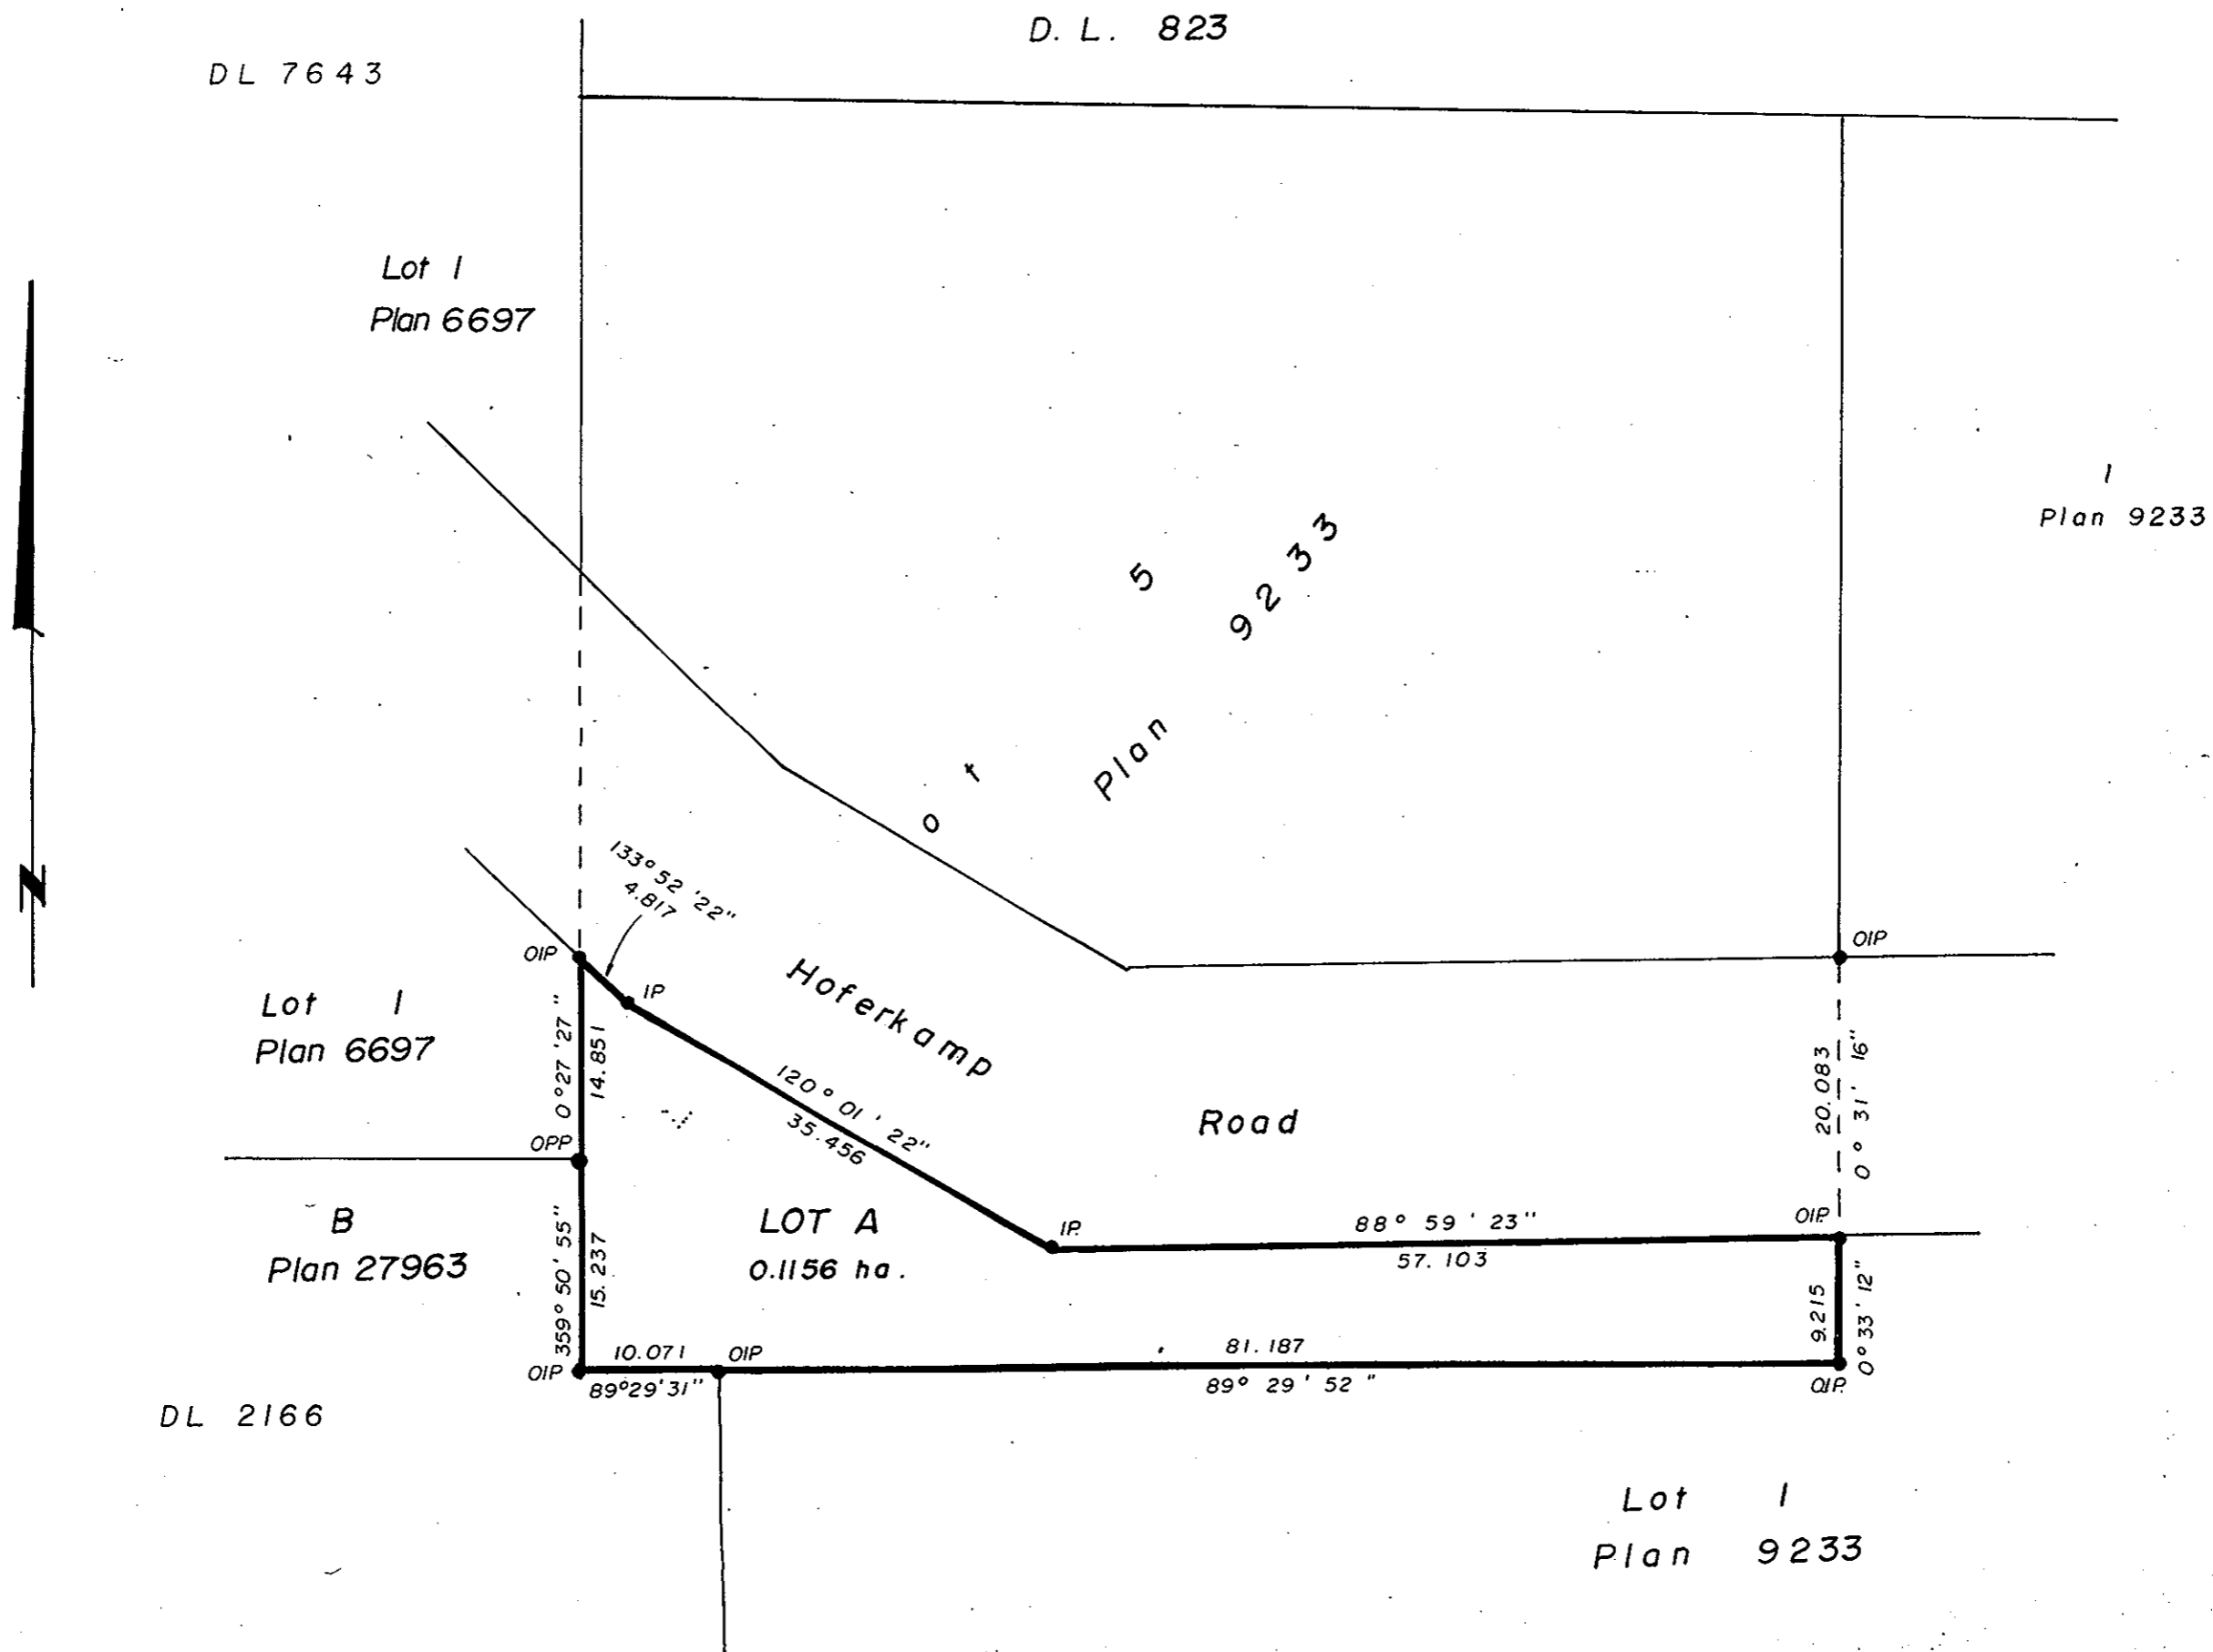 D. L. 823
DL 7643
Lot 1
Plan 6697
1
Plan 9233
5
o t
Plan 9233
133° 52' 22"
4.817
OIP
IP
OIP
Hoferkamp
Road
Lot 1
Plan 6697
0° 27' 27"
14.851
120° 01' 22"
35.456
20.083
0° 31' 16"
OPP
B
Plan 27963
LOT A
0.1156 ha.
IP.
88° 59' 23"
57.103
OIP.
359° 50' 55"
15.237
9.215
0° 33' 12"
OIP
10.071
89°29'31"
OIP
81.187
89° 29' 52"
OIP.
DL 2166
Lot 1
Plan 9233
N